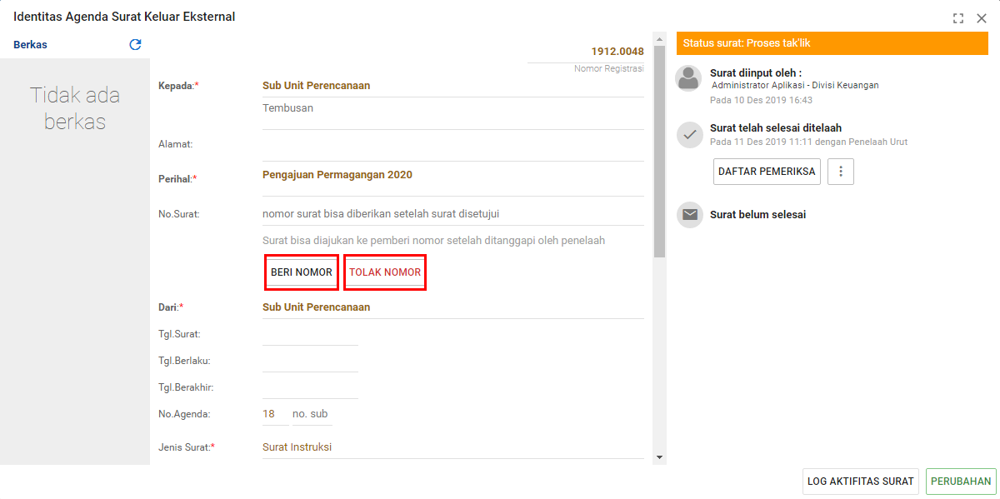 Identitas Agenda Surat Keluar Eksternal
Berkas
Tidak ada
berkas
1912.0048
Nomor Registrasi
Kepada:*
Sub Unit Perencanaan
Tembusan
Alamat:
Perihal:*
Pengajuan Permagangan 2020
No.Surat:
nomor surat bisa diberikan setelah surat disetujui
Surat bisa diajukan ke pemberi nomor setelah ditanggapi oleh penelaah
BERI NOMOR
TOLAK NOMOR
Dari:*
Sub Unit Perencanaan
Tgl.Surat:
Tgl.Berlaku:
Tgl.Berakhir:
No.Agenda:
18
no. sub
Jenis Surat:*
Surat Instruksi
Status surat: Proses tak'lik
Surat diinput oleh :
Administrator Aplikasi - Divisi Keuangan
Pada 10 Des 2019 16:43
Surat telah selesai ditelaah
Pada 11 Des 2019 11:11 dengan Penelaah Urut
DAFTAR PEMERIKSA
Surat belum selesai
LOG AKTIFITAS SURAT
PERUBAHAN